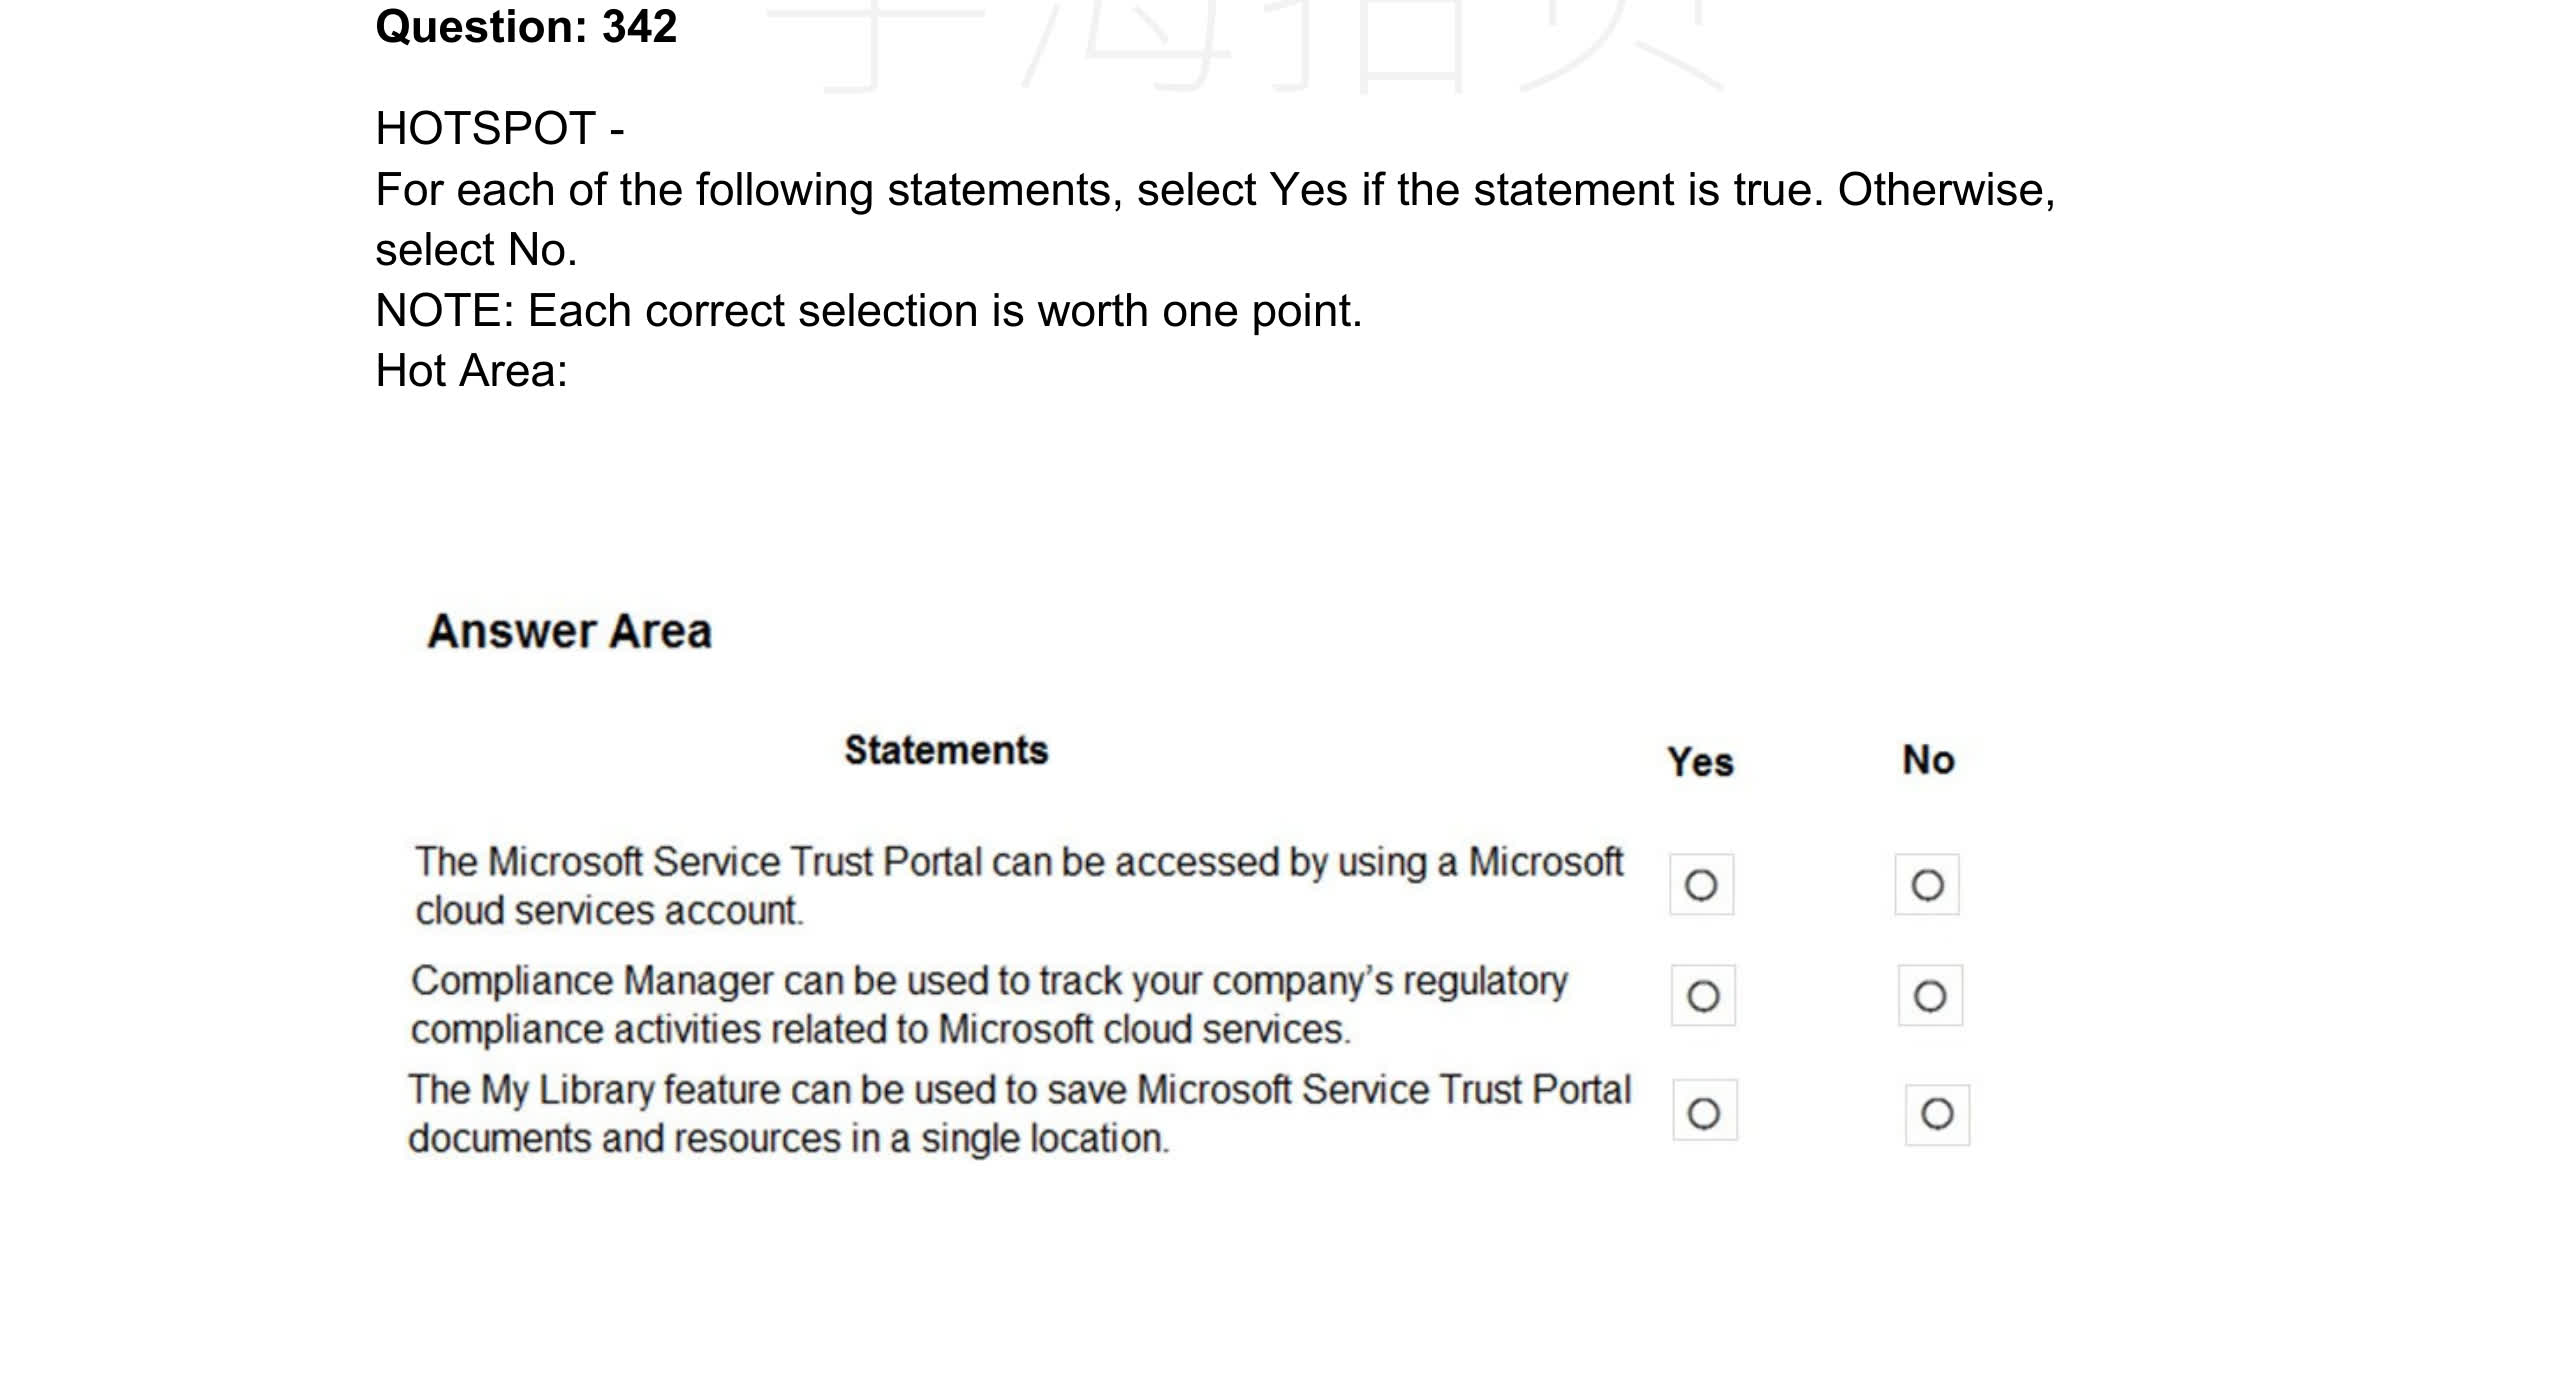 Question: 342
HOTSPOT -
For each of the following statements, select Yes if the statement is true. Otherwise,
select No.
NOTE: Each correct selection is worth one point.
Hot Area:
Answer Area
Statements Yes No
The Microsoft Service Trust Portal can be accessed by using a Microsoft
cloud services account.
Compliance Manager can be used to track your company's regulatory
compliance activities related to Microsoft cloud services.
The My Library feature can be used to save Microsoft Service Trust Portal
documents and resources in a single location.